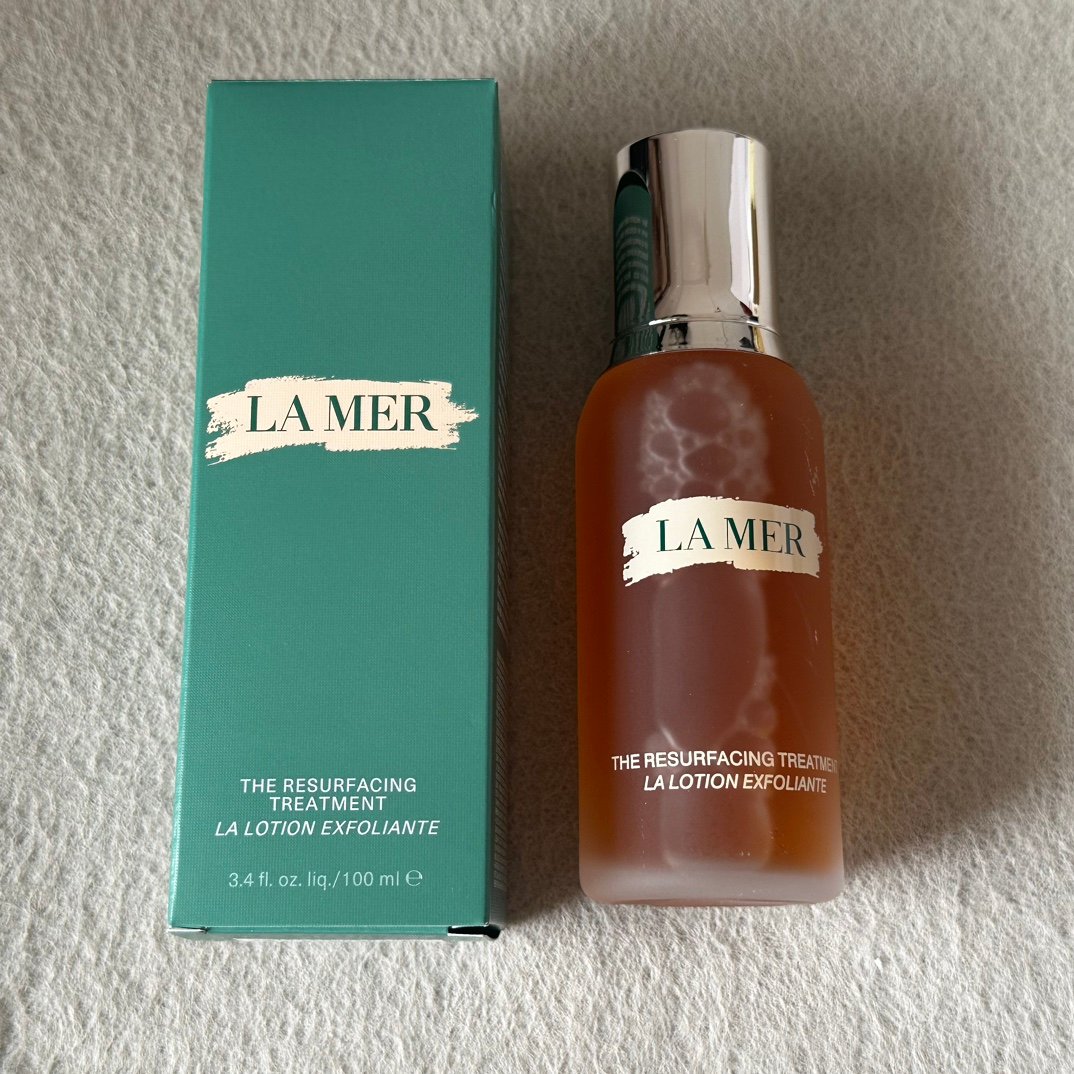 LA MER
THE RESURFACING
TREATMENT
LA LOTION EXFOLIANTE
3.4 fl. oz. liq./100 ml ℮
LA MER
THE RESURFACING TREATMENT
LA LOTION EXFOLIANTE